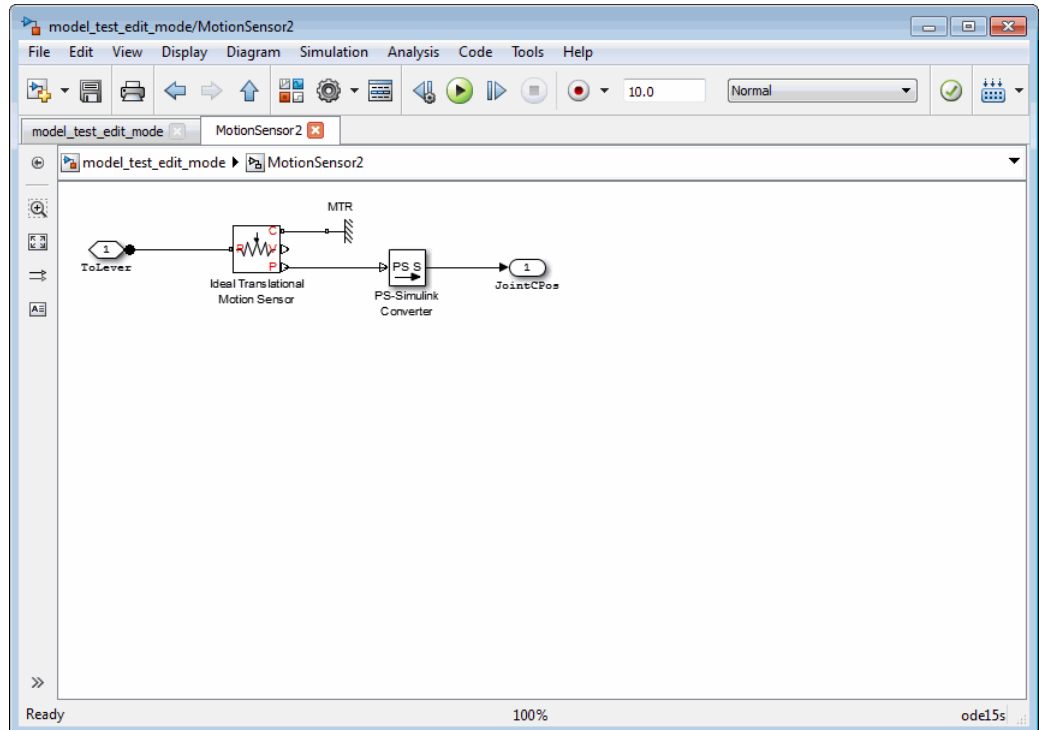 model_test_edit_mode/MotionSensor2
File Edit View Display Diagram Simulation Analysis Code Tools Help
10.0 Normal
model_test_edit_mode MotionSensor2
model_test_edit_mode MotionSensor2
MTR
C
1 R V
ToLever P PS S 1
Ideal Translational
Motion Sensor
JointCPos
PS-Simulink
Converter
Ready 100% ode15s